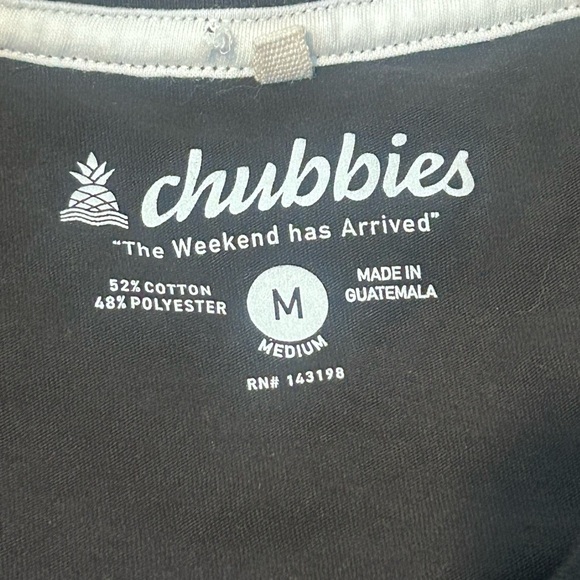 chubbies
"The Weekend has Arrived"
52% COTTON
48% POLYESTER
M
MEDIUM
MADE IN
GUATEMALA
RN# 143198